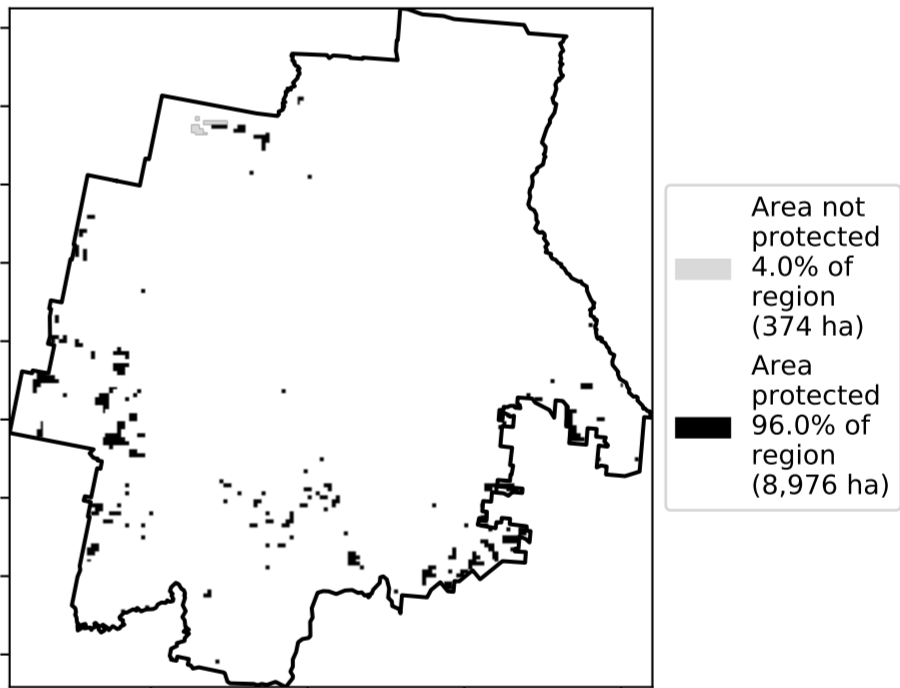 Area not
protected
4.0% of
region
(374 ha)
Area
protected
96.0% of
region
(8,976 ha)